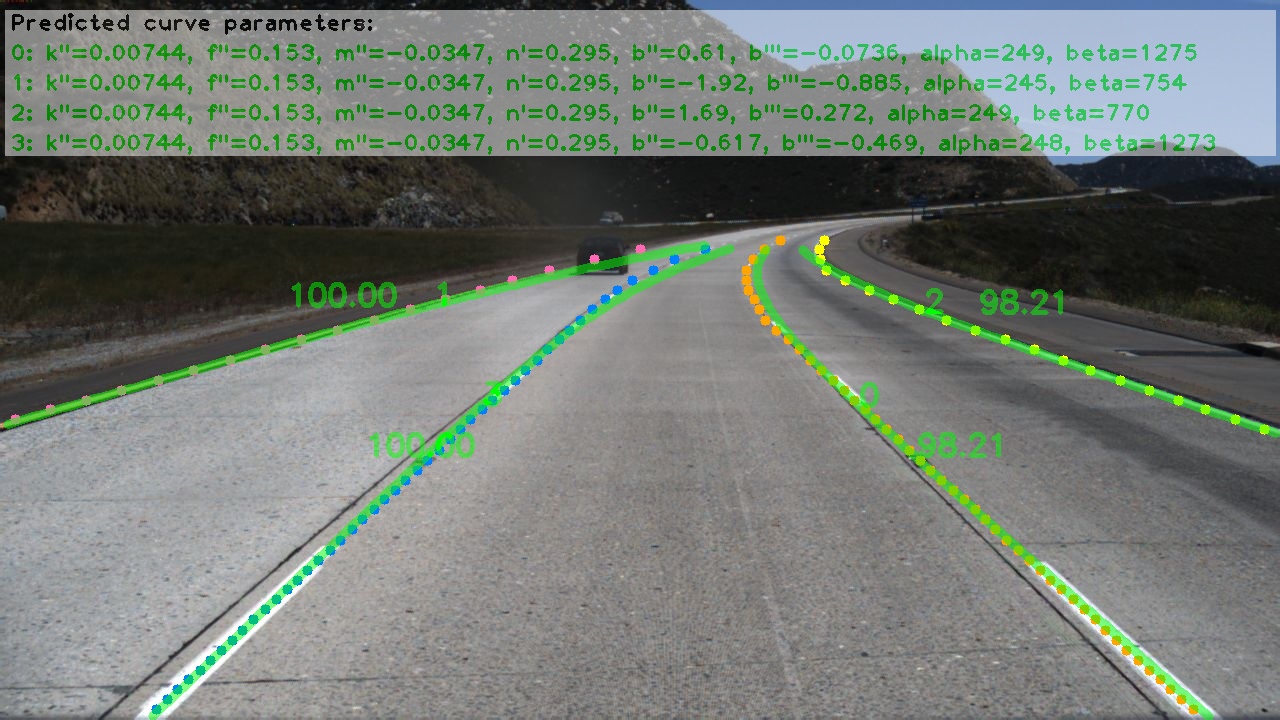 Predicted curve parameters:
0: k''=0.00744, f''=0.153, m''=-0.0347, n'=0.295, b''=0.61, b'''=-0.0736, alpha=249, beta=1275
1: k''=0.00744, f''=0.153, m''=-0.0347, n'=0.295, b''=-1.92, b'''=-0.885, alpha=245, beta=754
2: k''=0.00744, f''=0.153, m''=-0.0347, n'=0.295, b''=1.69, b'''=0.272, alpha=249, beta=770
3: k''=0.00744, f''=0.153, m''=-0.0347, n'=0.295, b''=-0.617, b'''=-0.469, alpha=248, beta=1273
100.00 1 2 98.21
0
100.00 98.21